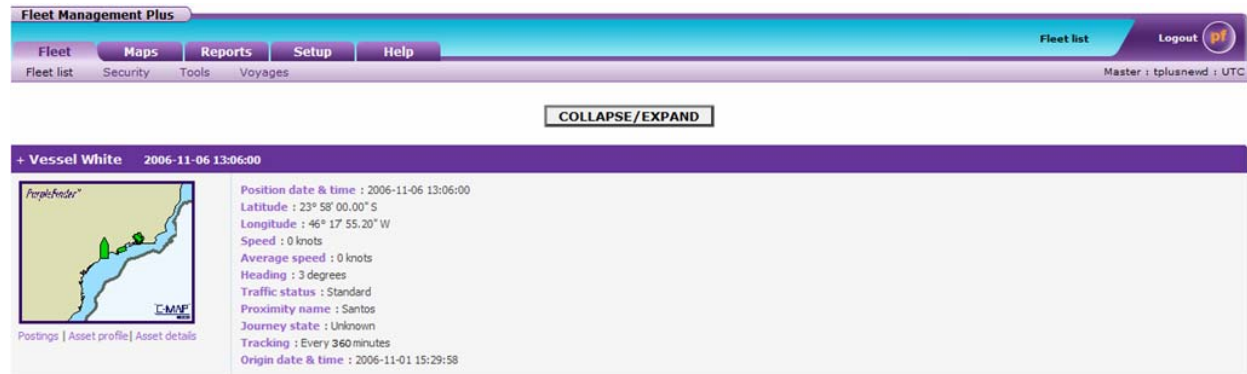 Fleet Management Plus
Fleet list
Logout pf
Fleet Maps Reports Setup Help
Fleet list Security Tools Voyages
Master : tplusnewd : UTC
COLLAPSE/EXPAND
+ Vessel White 2006-11-06 13:06:00
PurpleFinder™
C-MAP
Postings | Asset profile| Asset details
Position date & time : 2006-11-06 13:06:00
Latitude : 23º 58' 00.00" S
Longitude : 46º 17' 55.20" W
Speed : 0 knots
Average speed : 0 knots
Heading : 3 degrees
Traffic status : Standard
Proximity name : Santos
Journey state : Unknown
Tracking : Every 360 minutes
Origin date & time : 2006-11-01 15:29:58